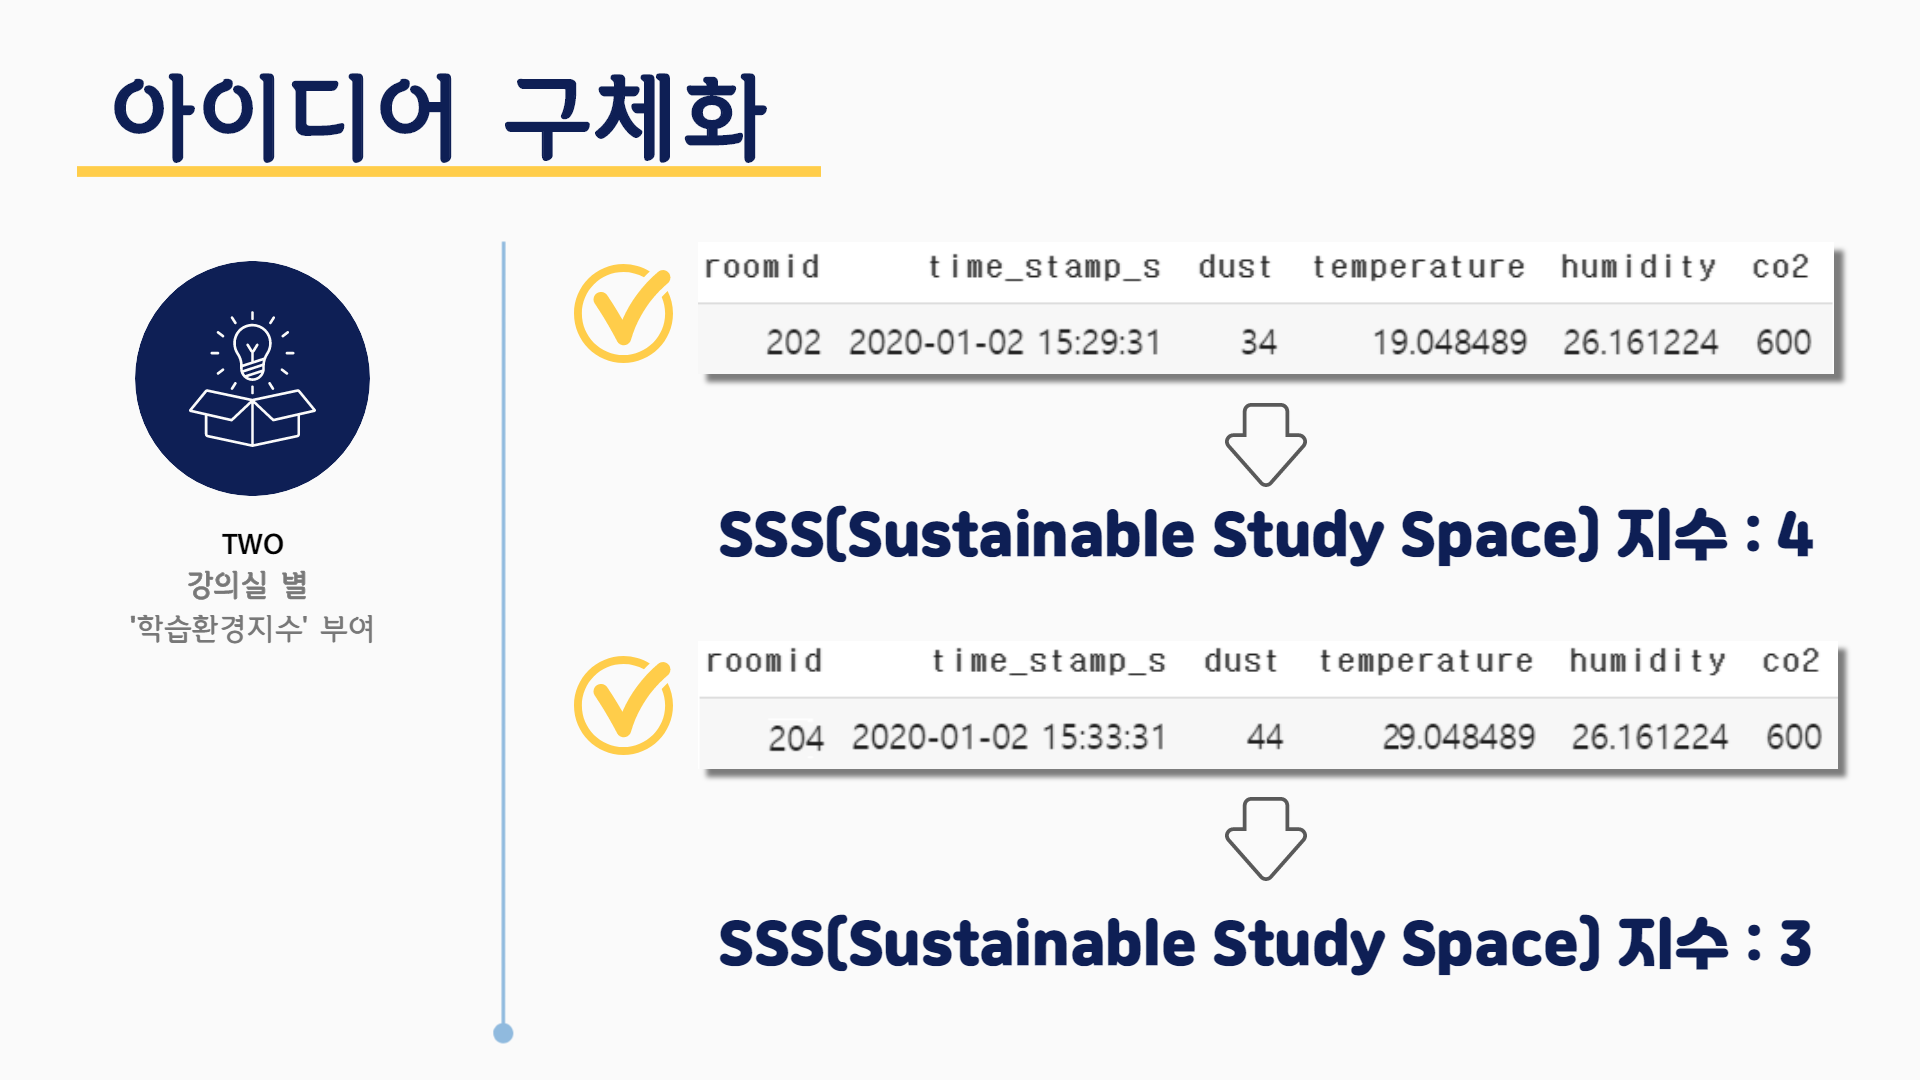 아이디어 구체화
TWO
강의실 별
'학습환경지수' 부여
roomid time_stamp_s dust temperature humidity co2
202 2020-01-02 15:29:31 34 19.048489 26.161224 600
SSS(Sustainable Study Space) 지수 : 4
roomid time_stamp_s dust temperature humidity co2
204 2020-01-02 15:33:31 44 29.048489 26.161224 600
SSS(Sustainable Study Space) 지수 : 3